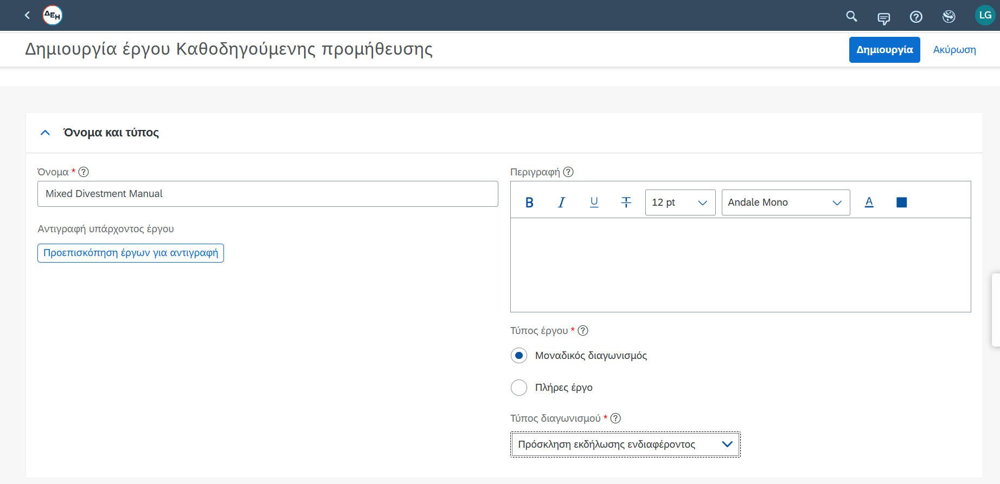 ΔΕΗ
LG
Δημιουργία έργου Καθοδηγούμενης προμήθευσης
Δημιουργία
Ακύρωση
Όνομα και τύπος
Όνομα *
Mixed Divestment Manual
Αντιγραφή υπάρχοντος έργου
Προεπισκόπηση έργων για αντιγραφή
Περιγραφή
B I U T 12 pt Andale Mono A
Τύπος έργου *
Μοναδικός διαγωνισμός
Πλήρες έργο
Τύπος διαγωνισμού *
Πρόσκληση εκδήλωσης ενδιαφέροντος